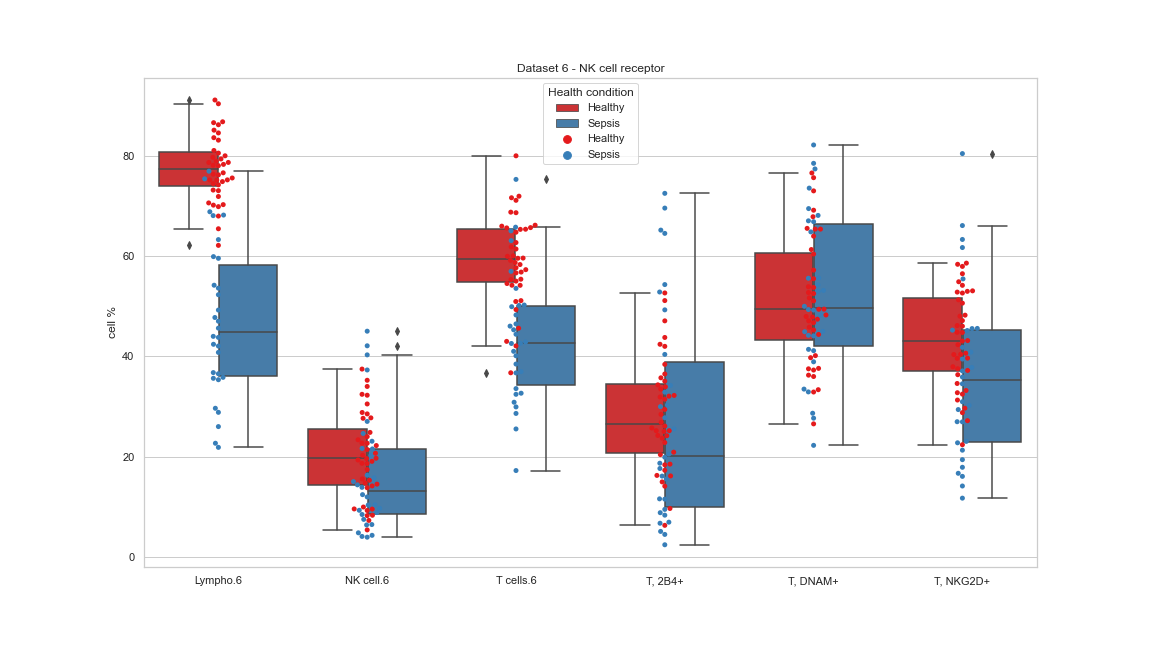 Dataset 6 - NK cell receptor
Health condition
Healthy
Sepsis
Healthy
Sepsis
cell %
80
60
40
20
0
Lympho.6
NK cell.6
T cells.6
T, 2B4+
T, DNAM+
T, NKG2D+